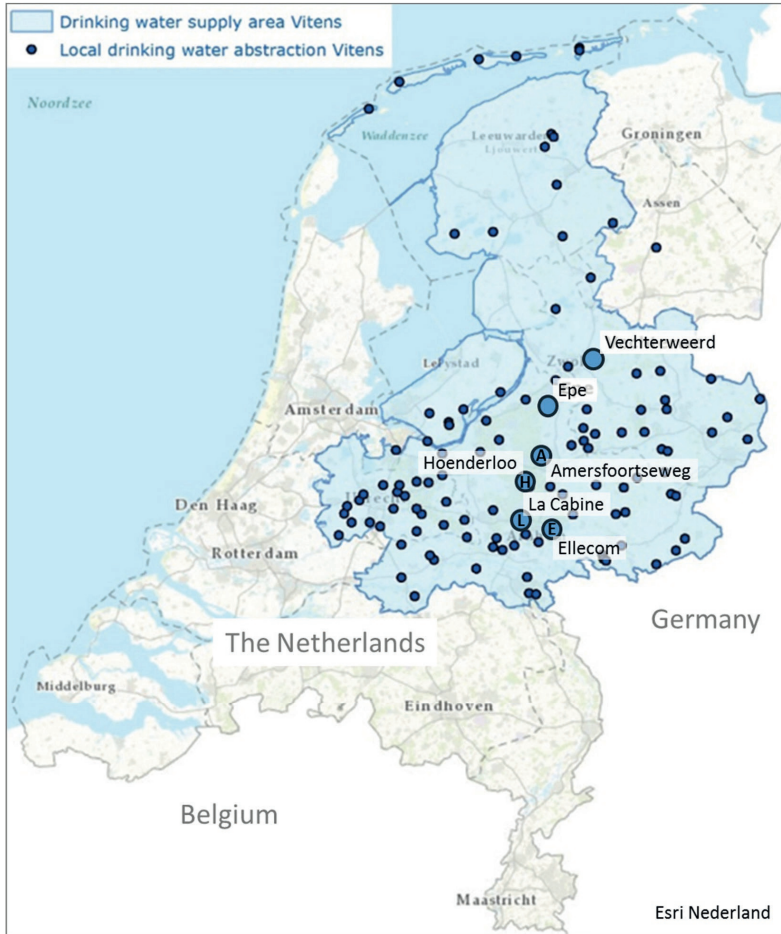 Drinking water supply area Vitens
Local drinking water abstraction Vitens
Noordzee
Waddenzee
Leeuwarden
Ljouwert
Groningen
Assen
Vechterweerd
Lelystad
Epe
Amsterdam
A
Hoenderloo
Amersfoortseweg
H
La Cabine
Den Haag
L
E
Ellecom
Rotterdam
Germany
The Netherlands
Middelburg
Eindhoven
Belgium
Maastricht
Esri Nederland